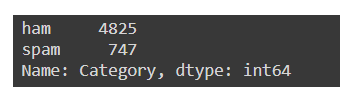 ham     4825
spam     747
Name: Category, dtype: int64